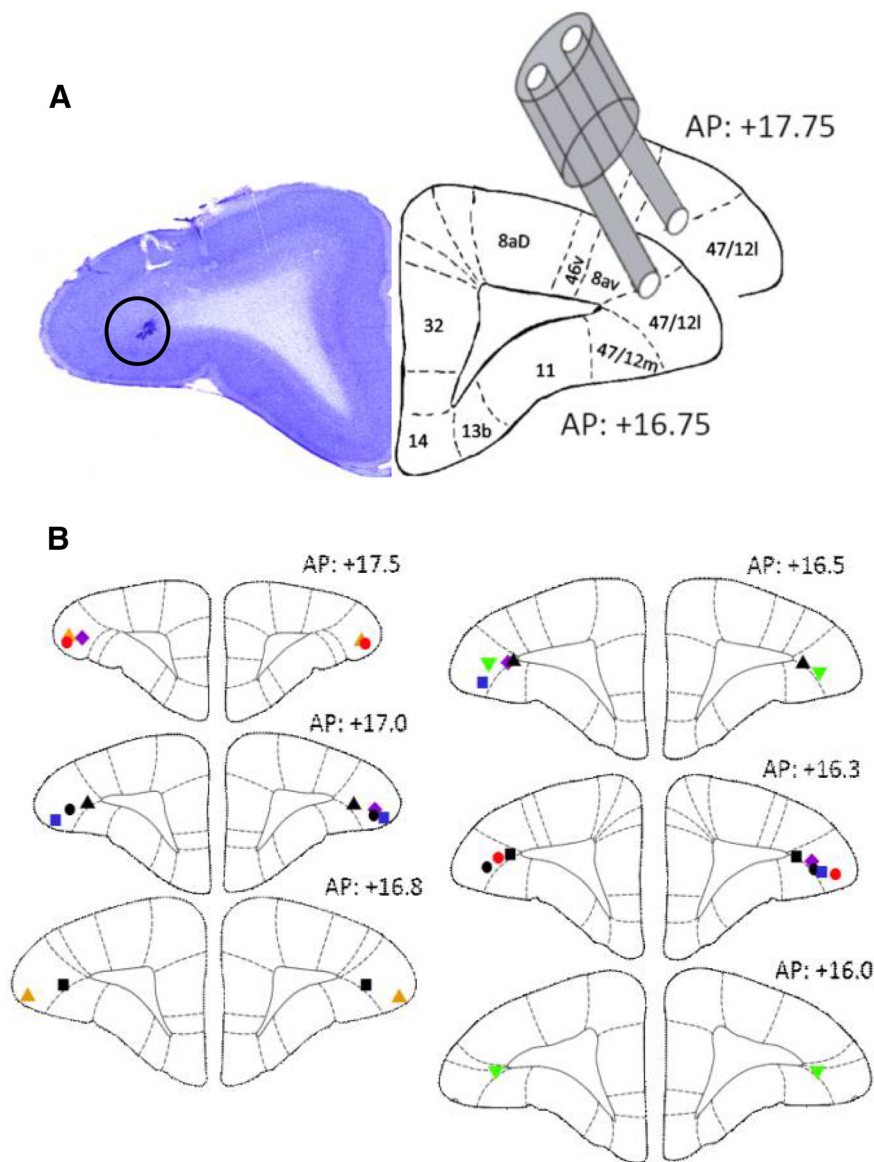 A
AP: +17.75
8aD
46v
8av
47/12l
32
47/12l
47/12m
11
AP: +16.75
14
13b
B
AP: +17.5
AP: +16.5
AP: +17.0
AP: +16.3
AP: +16.8
AP: +16.0